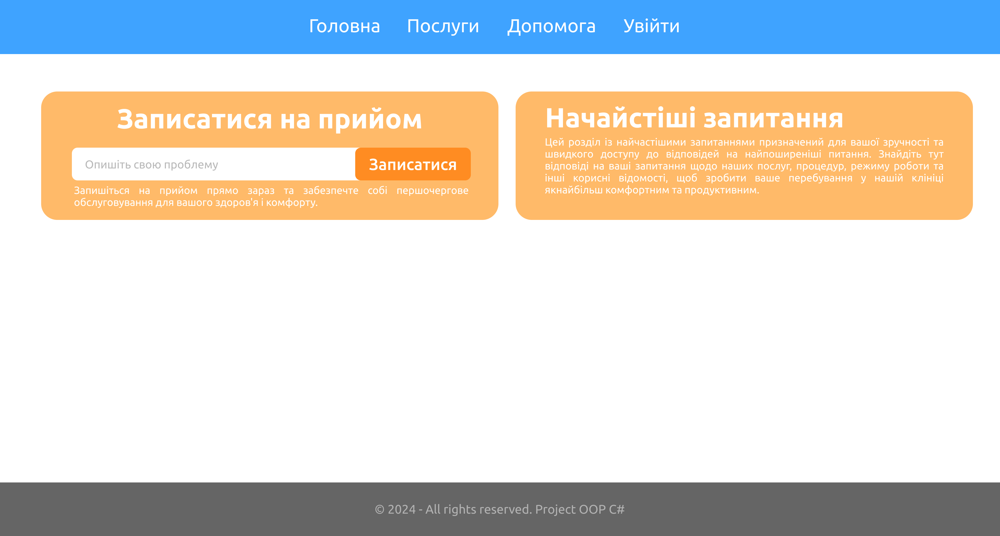 Головна Послуги Допомога Увійти
Записатися на прийом
Опишіть свою проблему
Записатися
Запишіться на прийом прямо зараз та забезпечте собі першочергове
обслуговування для вашого здоров'я і комфорту.
Начайстіші запитання
Цей розділ із найчастішими запитаннями призначений для вашої зручності та
швидкого доступу до відповідей на найпоширеніші питання. Знайдіть тут
відповіді на ваші запитання щодо наших послуг, процедур, режиму роботи та
інші корисні відомості, щоб зробити ваше перебування у нашій клініці
якнайбільш комфортним та продуктивним.
© 2024 - All rights reserved. Project OOP C#